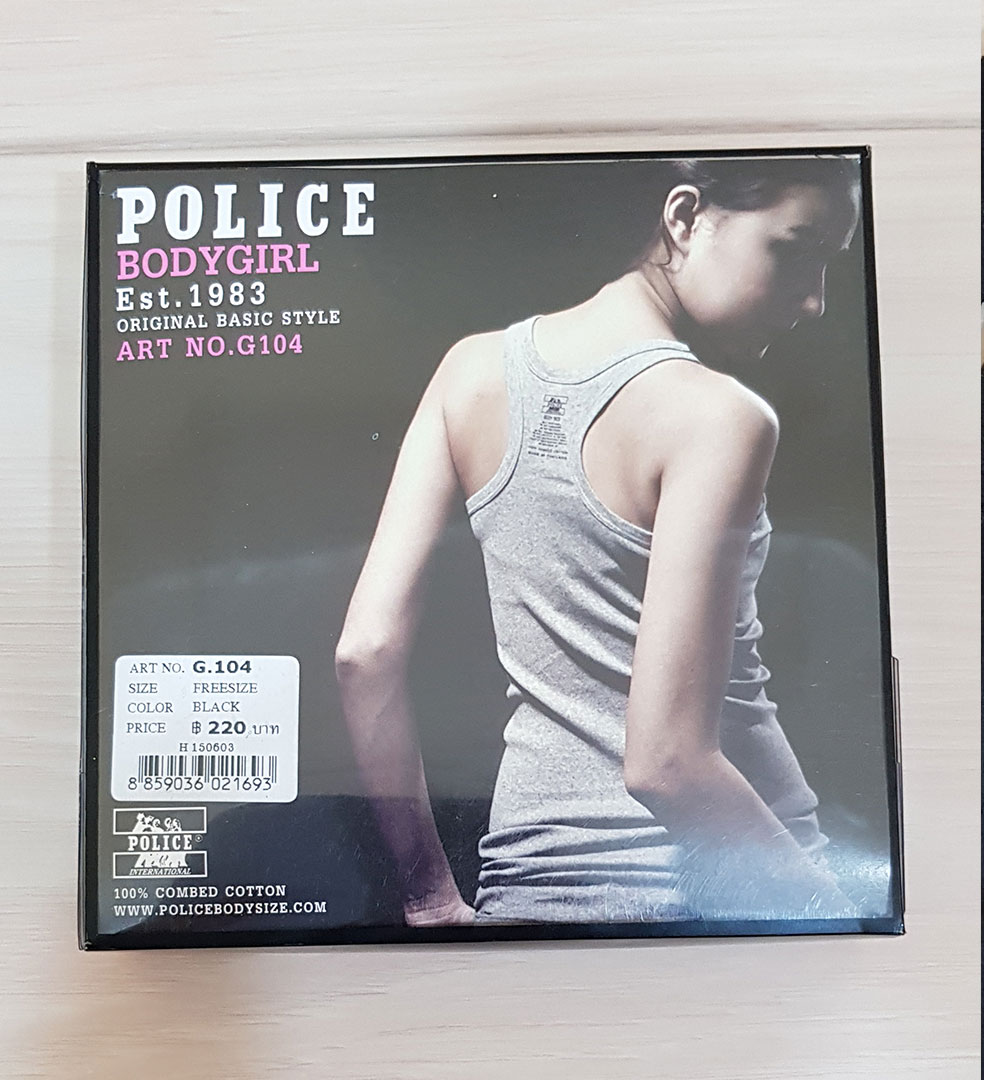 POLICE
BODYGIRL
Est.1983
ORIGINAL BASIC STYLE
ART NO.G104
ART NO. G.104
SIZE FREESIZE
COLOR BLACK
PRICE ฿ 220 บาท
H 150603
8 859036 021693
POLICE®
INTERNATIONAL
100% COMBED COTTON
WWW.POLICEBODYSIZE.COM